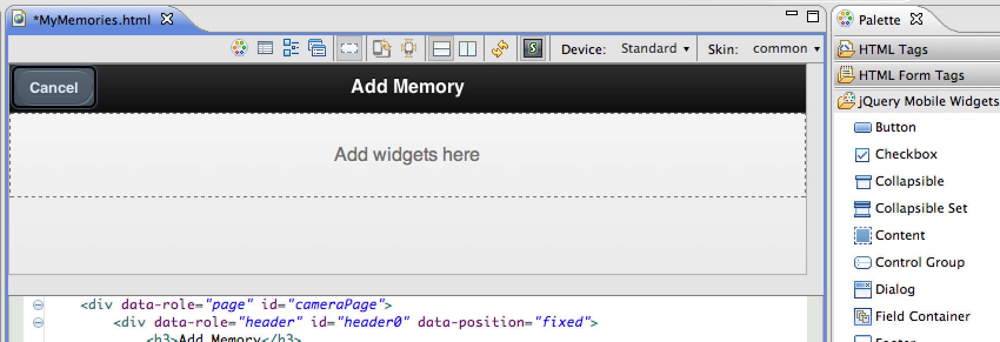 *MyMemories.html
Device: Standard Skin: common
Cancel
Add Memory
Add widgets here
<div data-role="page" id="cameraPage">
<div data-role="header" id="header0" data-position="fixed">
<h3>Add Memory</h3>
Palette
HTML Tags
HTML Form Tags
jQuery Mobile Widgets
Button
Checkbox
Collapsible
Collapsible Set
Content
Control Group
Dialog
Field Container
Footer